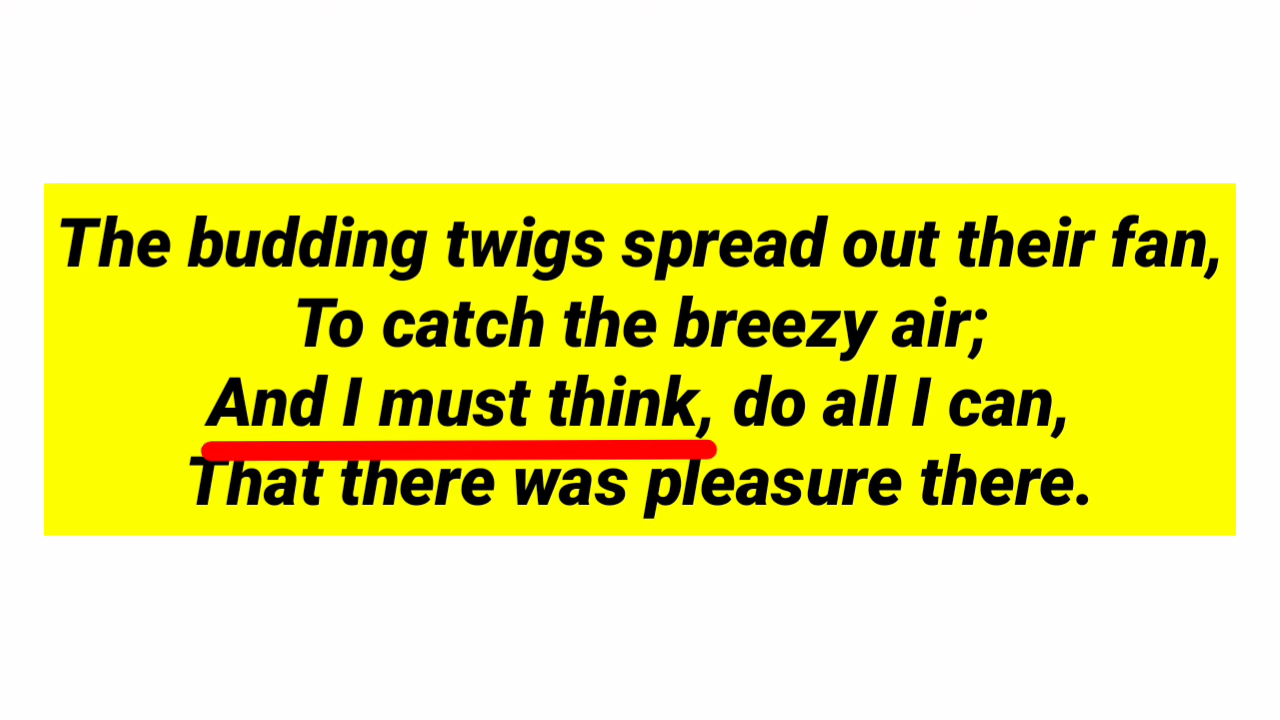 The budding twigs spread out their fan,
To catch the breezy air;
And I must think, do all I can,
That there was pleasure there.